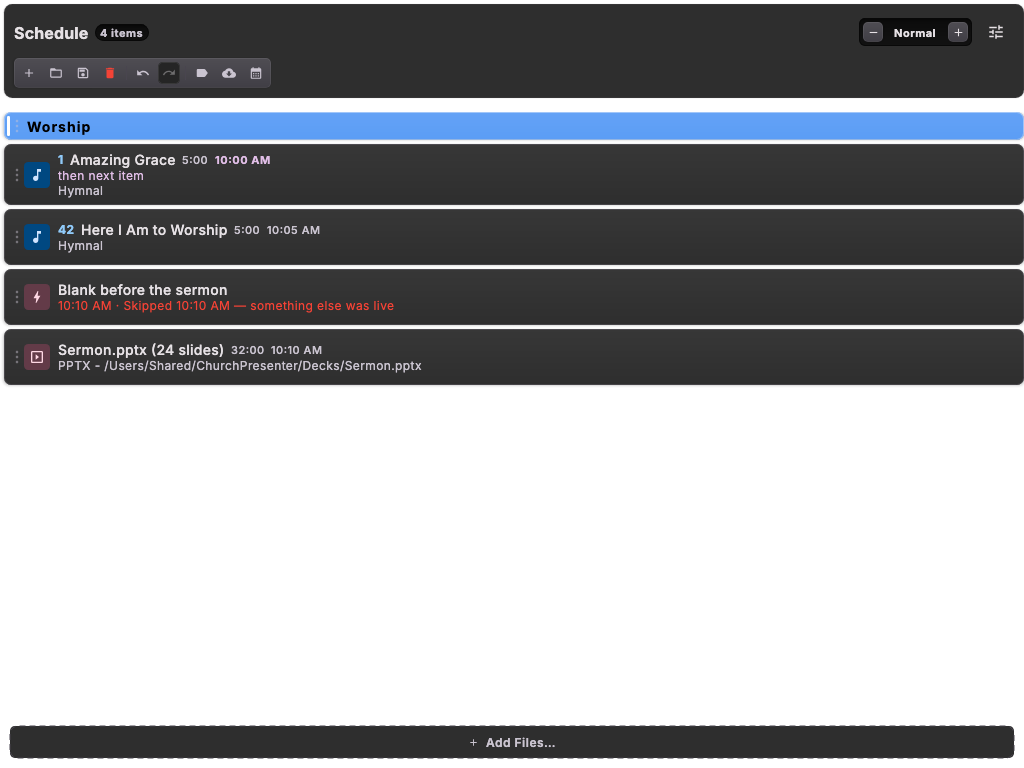 Schedule 4 items
Normal
Worship
1 Amazing Grace 5:00 10:00 AM
then next item
Hymnal
42 Here I Am to Worship 5:00 10:05 AM
Hymnal
Blank before the sermon
10:10 AM · Skipped 10:10 AM — something else was live
Sermon.pptx (24 slides) 32:00 10:10 AM
PPTX - /Users/Shared/ChurchPresenter/Decks/Sermon.pptx
+ Add Files...